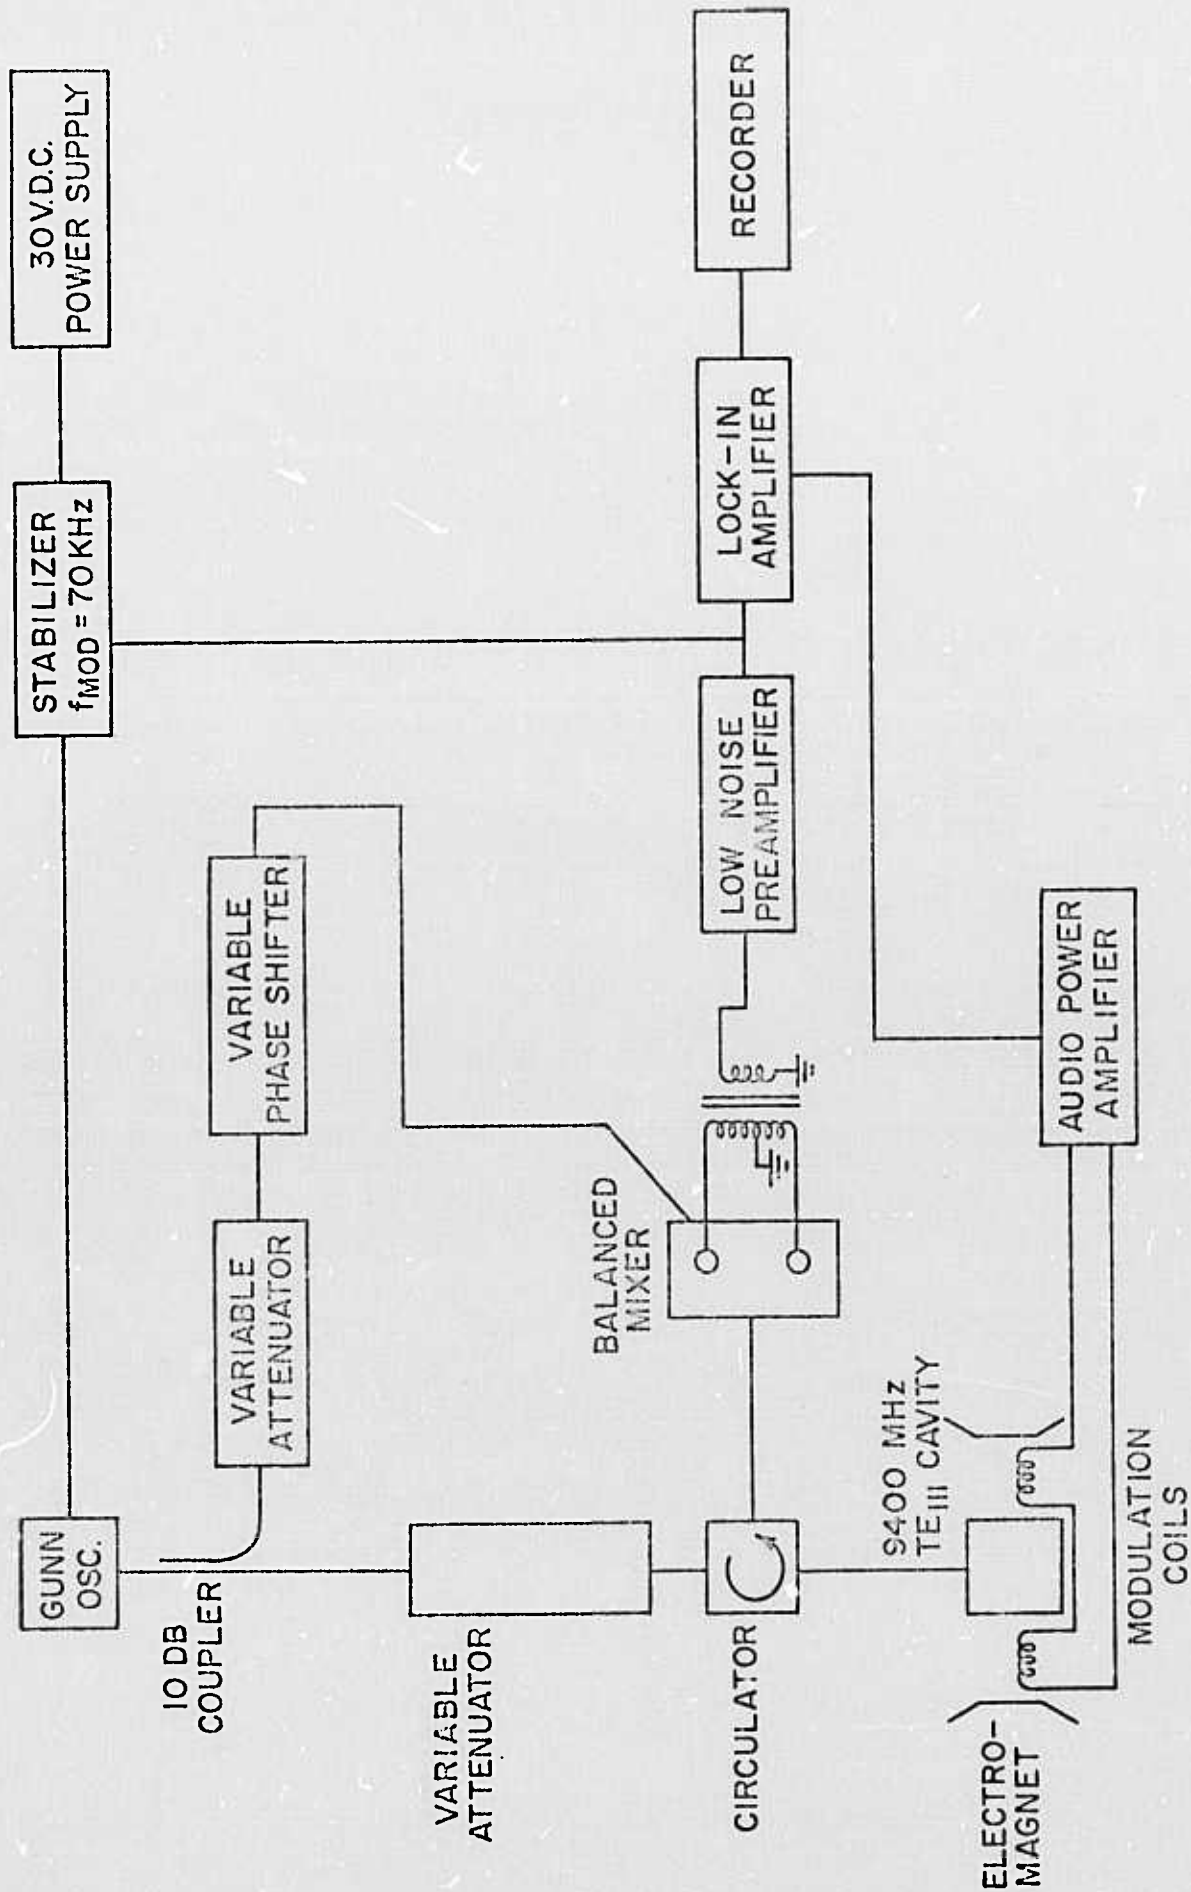 GUNN
OSC.
STABILIZER
fMOD = 70 KHz
30 V.D.C.
POWER SUPPLY
10 DB
COUPLER
VARIABLE
ATTENUATOR
VARIABLE
PHASE SHIFTER
VARIABLE
ATTENUATOR
CIRCULATOR
BALANCED
MIXER
LOW NOISE
PREAMPLIFIER
LOCK-IN
AMPLIFIER
RECORDER
9400 MHz
TE111 CAVITY
ELECTRO-
MAGNET
MODULATION
COILS
AUDIO POWER
AMPLIFIER